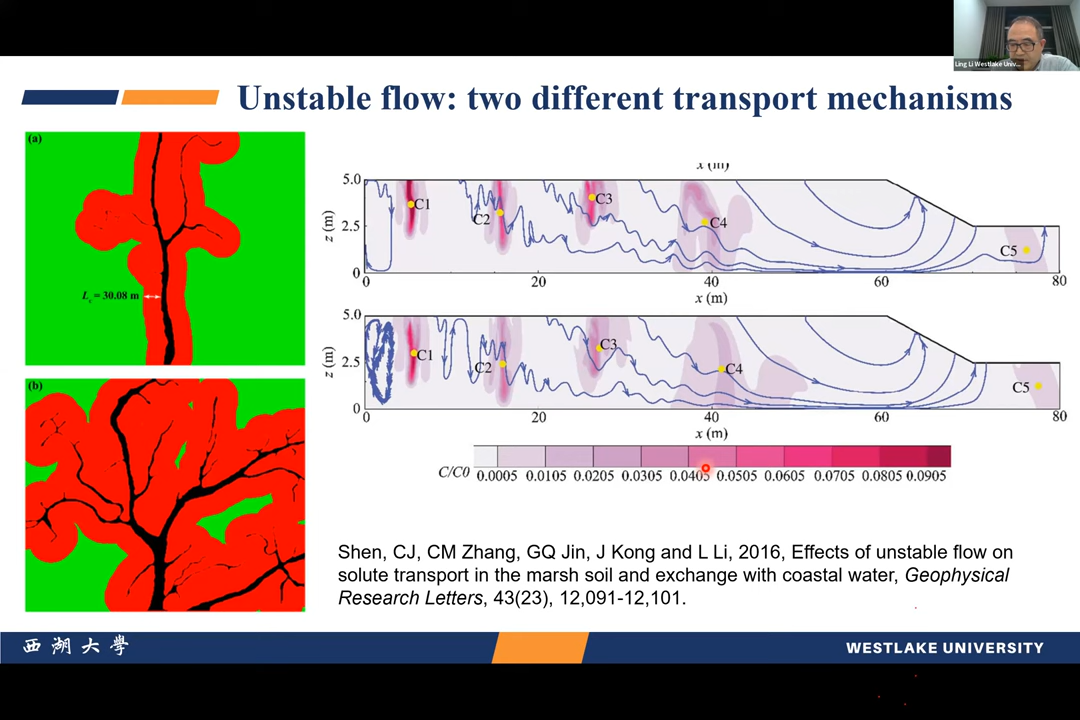 Ling Li Westlake Univ...
Unstable flow: two different transport mechanisms
(a)
= 30.08 m
(b)
x (m)
5.0
2.5
0
z (m)
C1
C2
C3
C4
C5
0
20
40
60
80
x (m)
5.0
2.5
0
z (m)
C1
C2
C3
C4
C5
0
20
40
60
80
x (m)
C/C0
0.0005 0.0105 0.0205 0.0305 0.0405 0.0505 0.0605 0.0705 0.0805 0.0905
Shen, CJ, CM Zhang, GQ Jin, J Kong and L Li, 2016, Effects of unstable flow on
solute transport in the marsh soil and exchange with coastal water, Geophysical
Research Letters, 43(23), 12,091-12,101.
西湖大學
WESTLAKE UNIVERSITY